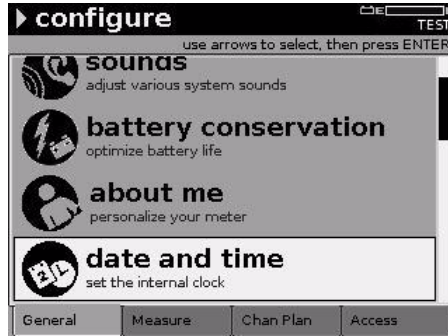 configure
E
TEST
use arrows to select, then press ENTER
sounds
adjust various system sounds
battery conservation
optimize battery life
about me
personalize your meter
date and time
set the internal clock
General Measure Chan Plan Access